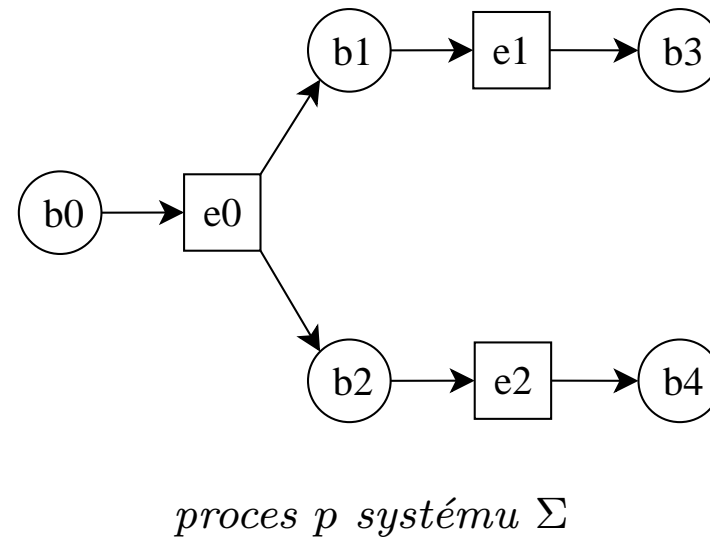 b1 e1 b3
b0 e0
b2 e2 b4
proces p systému Σ